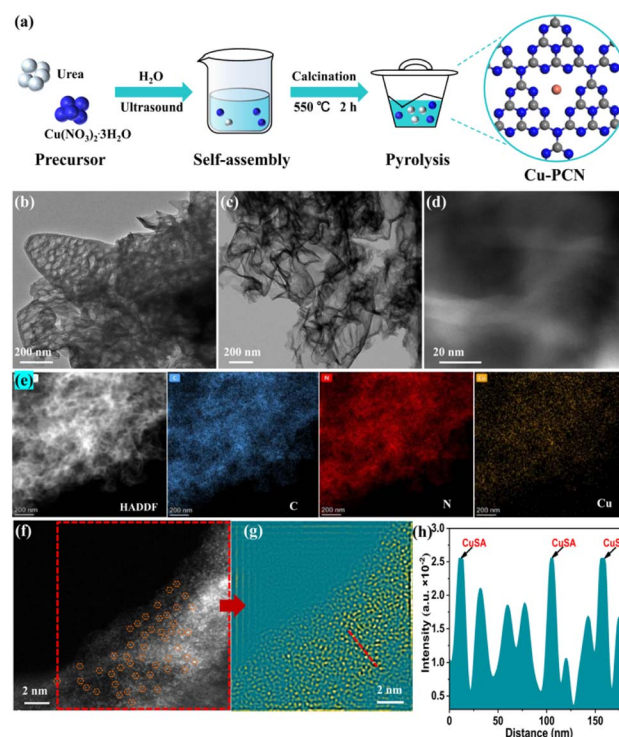 (a)
Urea
Cu(NO₃)₂·3H₂O
Precursor
H₂O
Ultrasound
Self-assembly
Calcination
550 ℃ 2 h
Pyrolysis
Cu-PCN
(b)
200 nm
(c)
200 nm
(d)
20 nm
(e)
200 nm
HADDF
C
200 nm
C
N
200 nm
N
Cu
200 nm
Cu
(f)
2 nm
(g)
2 nm
(h)
CuSA
CuSA
CuS
Intensity (a.u. ×10⁻²)
3.0
2.5
2.0
1.5
1.0
0.5
0
50
100
150
Distance (nm)